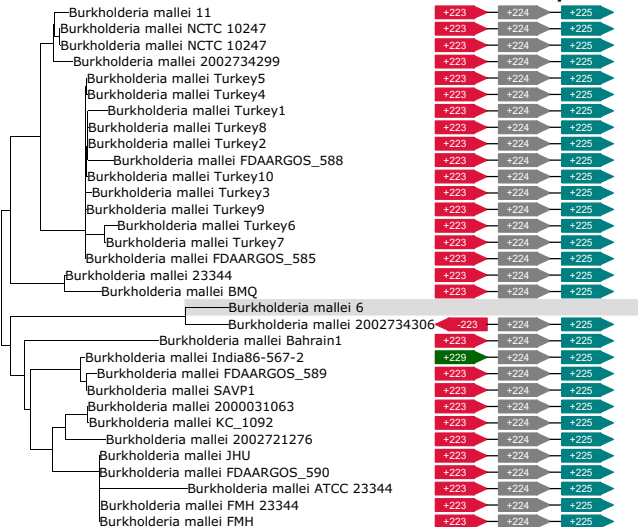 Burkholderia mallei 11 +223 +224 +225
Burkholderia mallei NCTC 10247 +223 +224 +225
Burkholderia mallei NCTC 10247 +223 +224 +225
Burkholderia mallei 2002734299 +223 +224 +225
Burkholderia mallei Turkey5 +223 +224 +225
Burkholderia mallei Turkey4 +223 +224 +225
Burkholderia mallei Turkey1 +223 +224 +225
Burkholderia mallei Turkey8 +223 +224 +225
Burkholderia mallei Turkey2 +223 +224 +225
Burkholderia mallei FDAARGOS_588 +223 +224 +225
Burkholderia mallei Turkey10 +223 +224 +225
Burkholderia mallei Turkey3 +223 +224 +225
Burkholderia mallei Turkey9 +223 +224 +225
Burkholderia mallei Turkey6 +223 +224 +225
Burkholderia mallei Turkey7 +223 +224 +225
Burkholderia mallei FDAARGOS_585 +223 +224 +225
Burkholderia mallei 23344 +223 +224 +225
Burkholderia mallei BMQ +223 +224 +225
Burkholderia mallei 6
Burkholderia mallei 2002734306 -223 +224 +225
Burkholderia mallei Bahrain1 +223 +224 +225
Burkholderia mallei India86-567-2 +229 +224 +225
Burkholderia mallei FDAARGOS_589 +223 +224 +225
Burkholderia mallei SAVP1 +223 +224 +225
Burkholderia mallei 2000031063 +223 +224 +225
Burkholderia mallei KC_1092 +223 +224 +225
Burkholderia mallei 2002721276 +223 +224 +225
Burkholderia mallei JHU +223 +224 +225
Burkholderia mallei FDAARGOS_590 +223 +224 +225
Burkholderia mallei ATCC 23344 +223 +224 +225
Burkholderia mallei FMH 23344 +223 +224 +225
Burkholderia mallei FMH +223 +224 +225